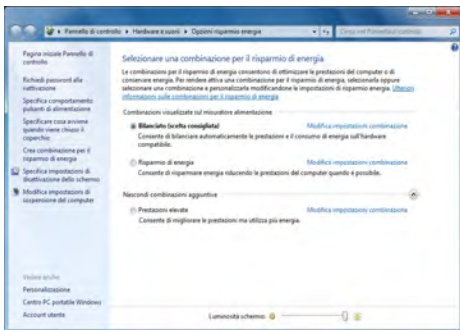 Pannello di controllo ▸ Hardware e suoni ▸ Opzioni risparmio energia
Cerca nel Pannello di controllo
Pagina iniziale Pannello di
controllo
Richiedi password alla
riattivazione
Specifica comportamento
pulsanti di alimentazione
Specificare cosa avviene
quando viene chiuso il
coperchio
Crea combinazione per il
risparmio di energia
Specifica impostazioni di
disattivazione dello schermo
Modifica impostazioni di
sospensione del computer
Vedere anche
Personalizzazione
Centro PC portatile Windows
Account utente
Selezionare una combinazione per il risparmio di energia
Le combinazioni per il risparmio di energia consentono di ottimizzare le prestazioni del computer o di
conservare energia. Per rendere attiva una combinazione per il risparmio di energia, selezionarla oppure
selezionare una combinazione e personalizzarla modificandone le impostazioni di risparmio energia. Ulteriori
informazioni sulle combinazioni per il risparmio di energia
Combinazioni visualizzate sul misuratore alimentazione
Bilanciato (scelta consigliata) Modifica impostazioni combinazione
Consente di bilanciare automaticamente le prestazioni e il consumo di energia sull'hardware
compatibile.
Risparmio di energia Modifica impostazioni combinazione
Consente di risparmiare energia riducendo le prestazioni del computer quando è possibile.
Nascondi combinazioni aggiuntive
Prestazioni elevate Modifica impostazioni combinazione
Consente di migliorare le prestazioni ma utilizza più energia.
Luminosità schermo: